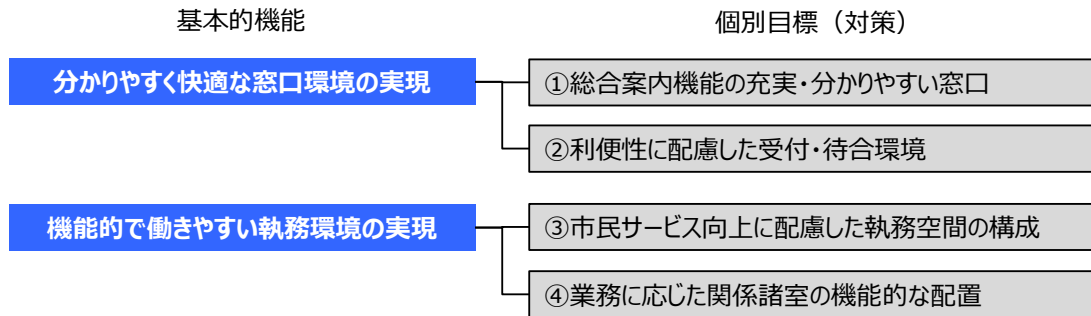 基本的機能
個別目標（対策）
分かりやすく快適な窓口環境の実現
①総合案内機能の充実・分かりやすい窓口
②利便性に配慮した受付・待合環境
機能的で働きやすい執務環境の実現
③市民サービス向上に配慮した執務空間の構成
④業務に応じた関係諸室の機能的な配置